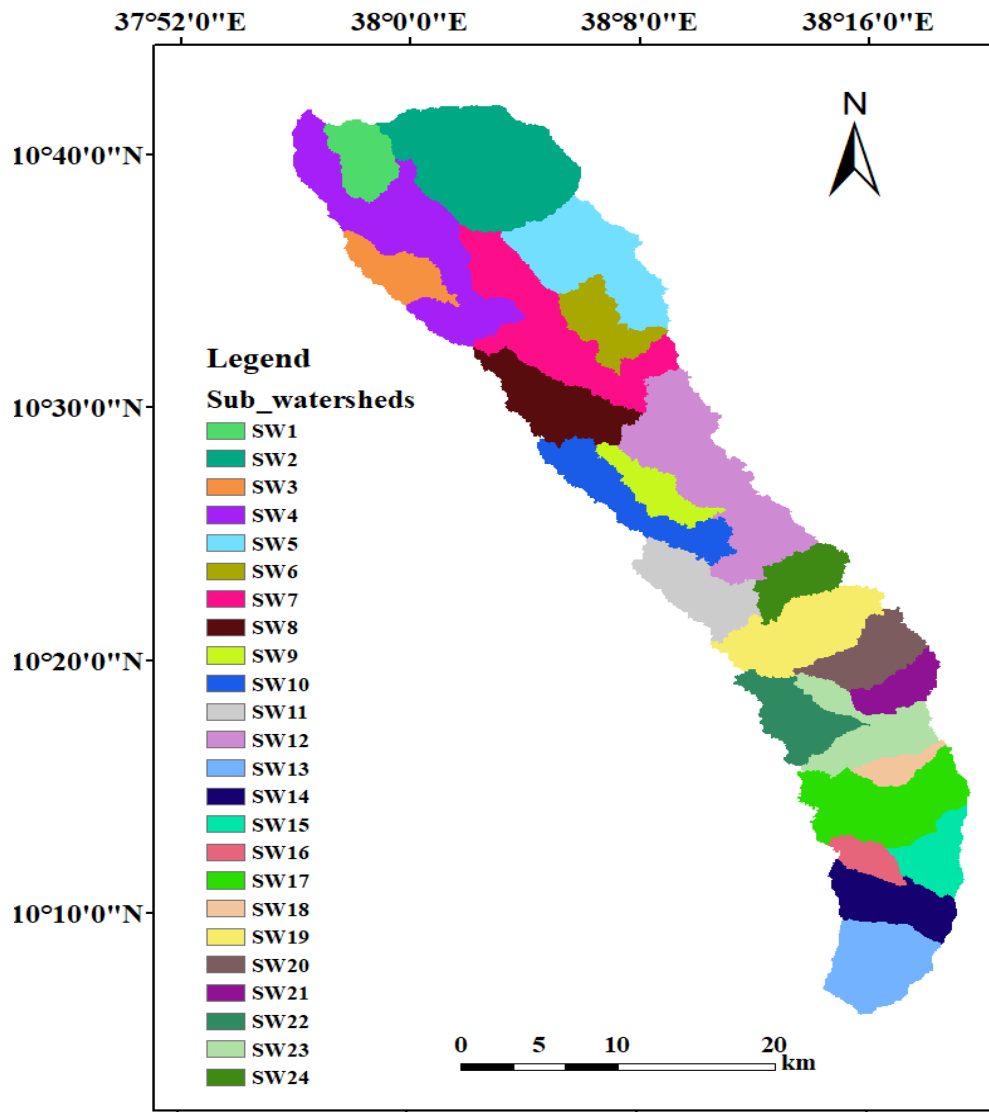 37°52'0"E 38°0'0"E 38°8'0"E 38°16'0"E
N
10°40'0"N
10°30'0"N
10°20'0"N
10°10'0"N
Legend
Sub_watersheds
SW1
SW2
SW3
SW4
SW5
SW6
SW7
SW8
SW9
SW10
SW11
SW12
SW13
SW14
SW15
SW16
SW17
SW18
SW19
SW20
SW21
SW22
SW23
SW24
0 5 10 20
km